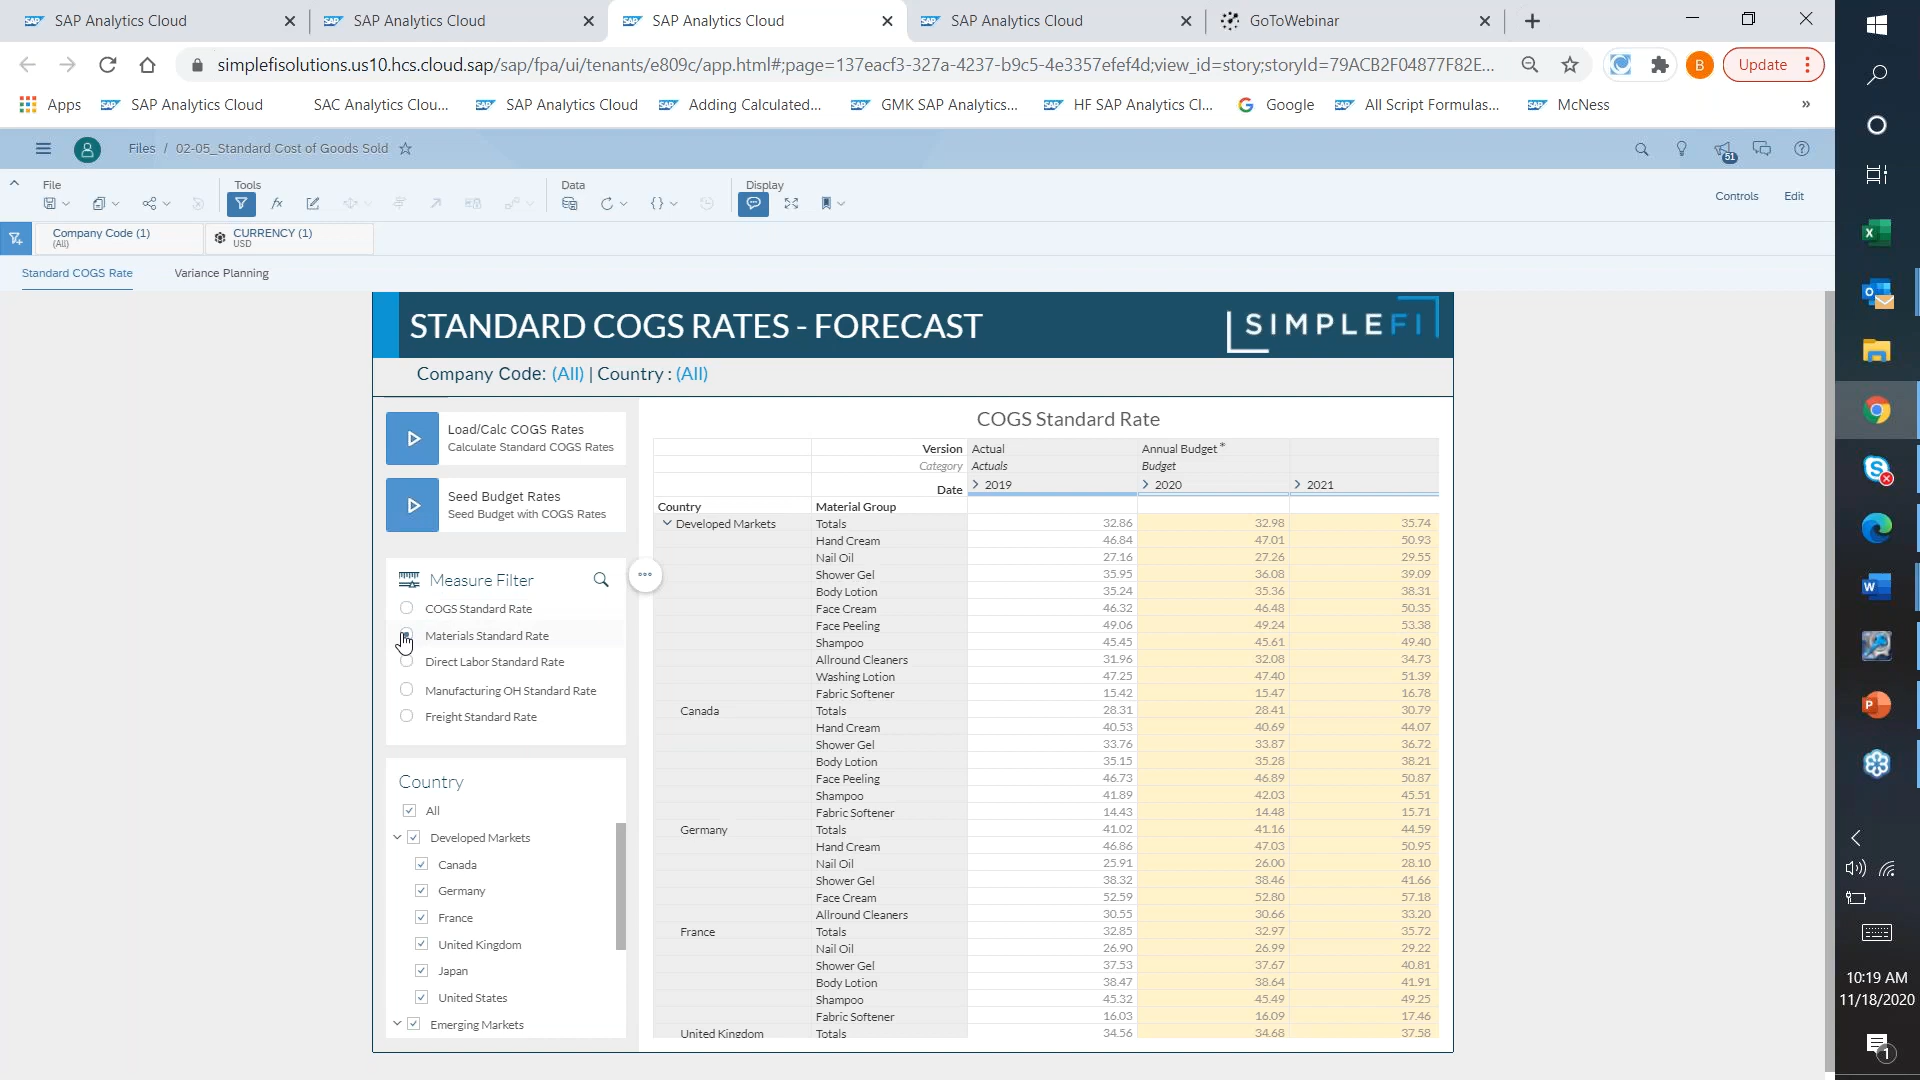 SAP Analytics Cloud
SAP Analytics Cloud
SAP Analytics Cloud
SAP Analytics Cloud
GoToWebinar
simplefisolutions.us10.hcs.cloud.sap/sap/fpa/ui/tenants/e809c/app.html#;page=137eacf3-327a-4237-b9c5-4e3357efef4d;view_id=story;storyId=79ACB2F04877F82E...
B
Update
Apps
SAP Analytics Cloud
SAC Analytics Clou...
SAP Analytics Cloud
Adding Calculated...
GMK SAP Analytics...
HF SAP Analytics Cl...
Google
All Script Formulas...
McNess
»
Files / 02-05_Standard Cost of Goods Sold
51
File
Tools
Data
Display
Controls
Edit
Company Code (1)
(All)
CURRENCY (1)
USD
Standard COGS Rate
Variance Planning
STANDARD COGS RATES - FORECAST
SIMPLEFI
Company Code: (All) | Country : (All)
Load/Calc COGS Rates
Calculate Standard COGS Rates
Seed Budget Rates
Seed Budget with COGS Rates
Measure Filter
COGS Standard Rate
Materials Standard Rate
Direct Labor Standard Rate
Manufacturing OH Standard Rate
Freight Standard Rate
Country
All
Developed Markets
Canada
Germany
France
United Kingdom
Japan
United States
Emerging Markets
COGS Standard Rate
Version Actual Annual Budget *
Category Actuals Budget
Date > 2019 > 2020 > 2021
Country Material Group
Developed Markets Totals 32.86 32.98 35.74
Hand Cream 46.84 47.01 50.93
Nail Oil 27.16 27.26 29.55
Shower Gel 35.95 36.08 39.09
Body Lotion 35.24 35.36 38.31
Face Cream 46.32 46.48 50.35
Face Peeling 49.06 49.24 53.38
Shampoo 45.45 45.61 49.40
Allround Cleaners 31.96 32.08 34.73
Washing Lotion 47.25 47.40 51.39
Fabric Softener 15.42 15.47 16.78
Canada Totals 28.31 28.41 30.79
Hand Cream 40.53 40.69 44.07
Shower Gel 33.76 33.87 36.72
Body Lotion 35.15 35.28 38.21
Face Peeling 46.73 46.89 50.87
Shampoo 41.89 42.03 45.51
Fabric Softener 14.43 14.48 15.71
Germany Totals 41.02 41.16 44.59
Hand Cream 46.86 47.03 50.95
Nail Oil 25.91 26.00 28.10
Shower Gel 38.32 38.46 41.66
Face Cream 52.59 52.80 57.18
Allround Cleaners 30.55 30.66 33.20
France Totals 32.85 32.97 35.72
Nail Oil 26.90 26.99 29.22
Shower Gel 37.53 37.67 40.81
Body Lotion 38.47 38.64 41.91
Shampoo 45.32 45.49 49.25
Fabric Softener 16.03 16.09 17.46
United Kingdom Totals 34.56 34.68 37.58
10:19 AM
11/18/2020
1